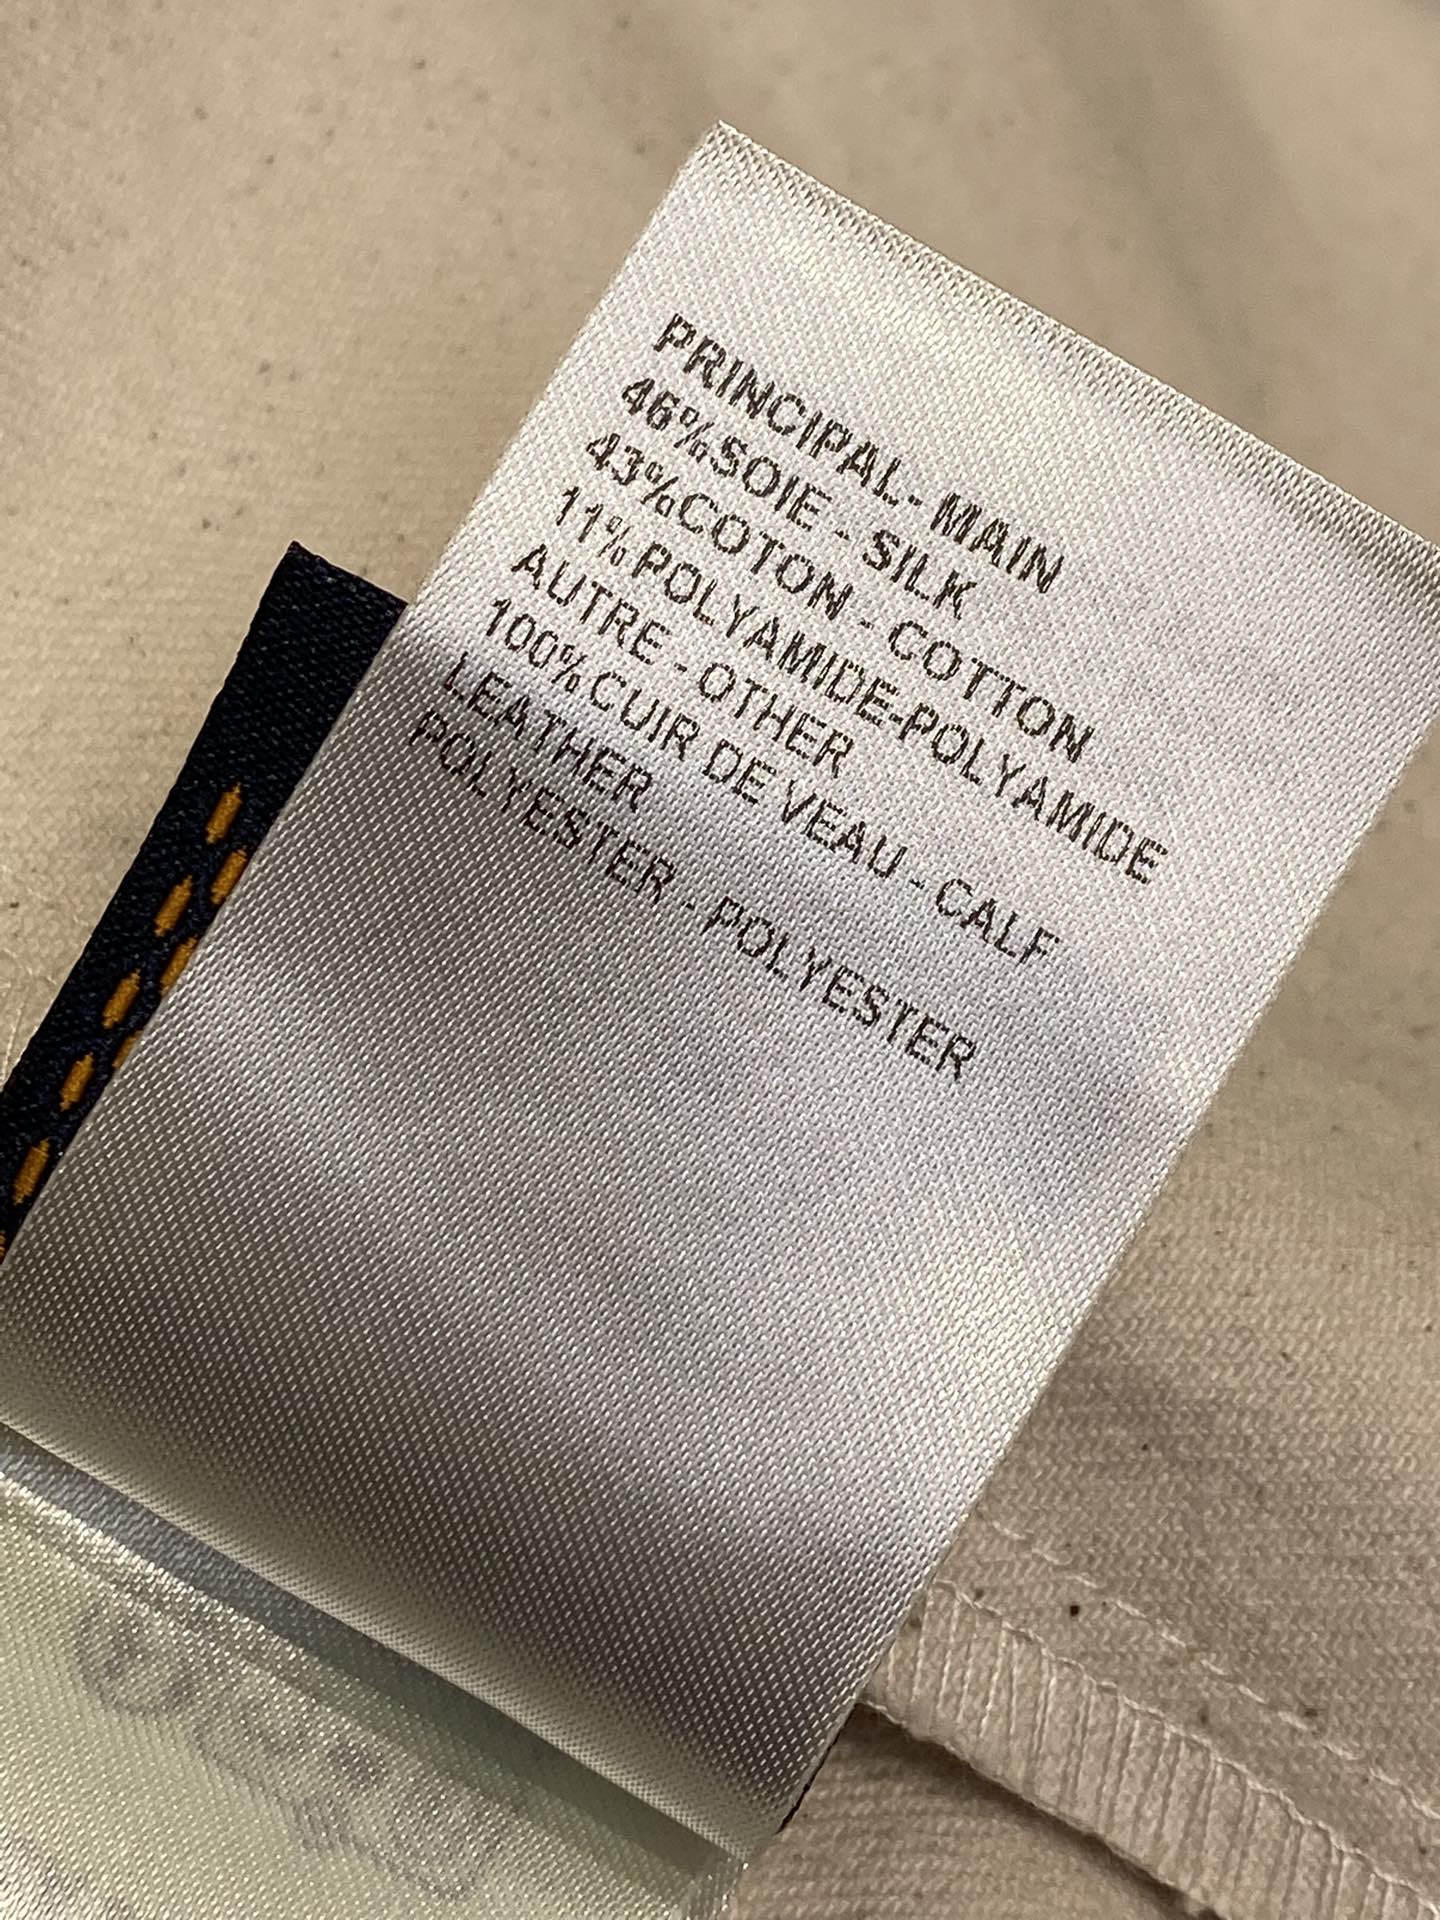 PRINCIPAL - MAIN
46%SOIE - SILK
43%COTON - COTTON
11% POLYAMIDE-POLYAMIDE
AUTRE - OTHER
100%CUIR DE VEAU - CALF
LEATHER
POLYESTER - POLYESTER